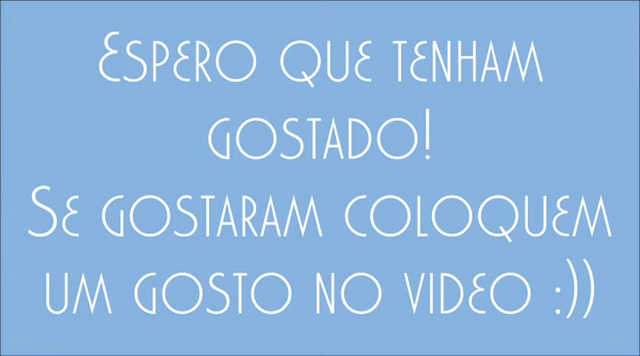 Espero que tenham
gostado!
Se gostaram coloquem
um gosto no video :))